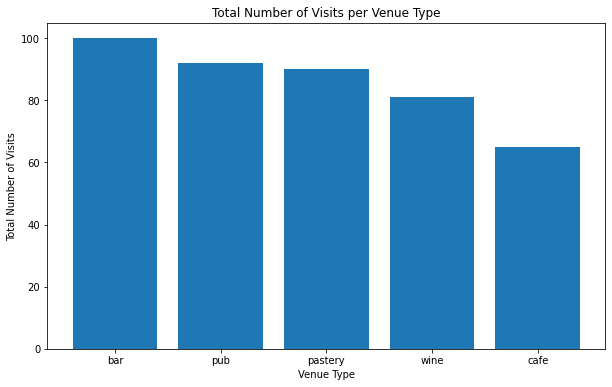 Total Number of Visits per Venue Type
Total Number of Visits
100
80
60
40
20
0
bar pub pastery wine cafe
Venue Type